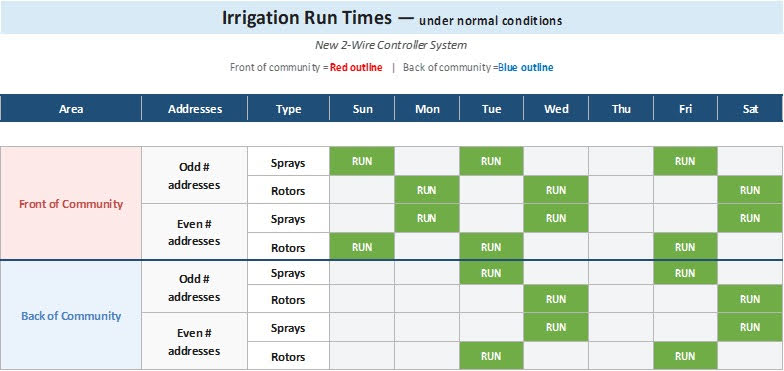 Irrigation Run Times — under normal conditions
New 2-Wire Controller System
Front of community = Red outline | Back of community =Blue outline
Area Addresses Type Sun Mon Tue Wed Thu Fri Sat
Front of Community
Odd # addresses
Sprays RUN RUN RUN
Rotors RUN RUN RUN
Even # addresses
Sprays RUN RUN RUN
Rotors RUN RUN RUN
Back of Community
Odd # addresses
Sprays RUN RUN
Rotors RUN RUN
Even # addresses
Sprays RUN RUN
Rotors RUN RUN